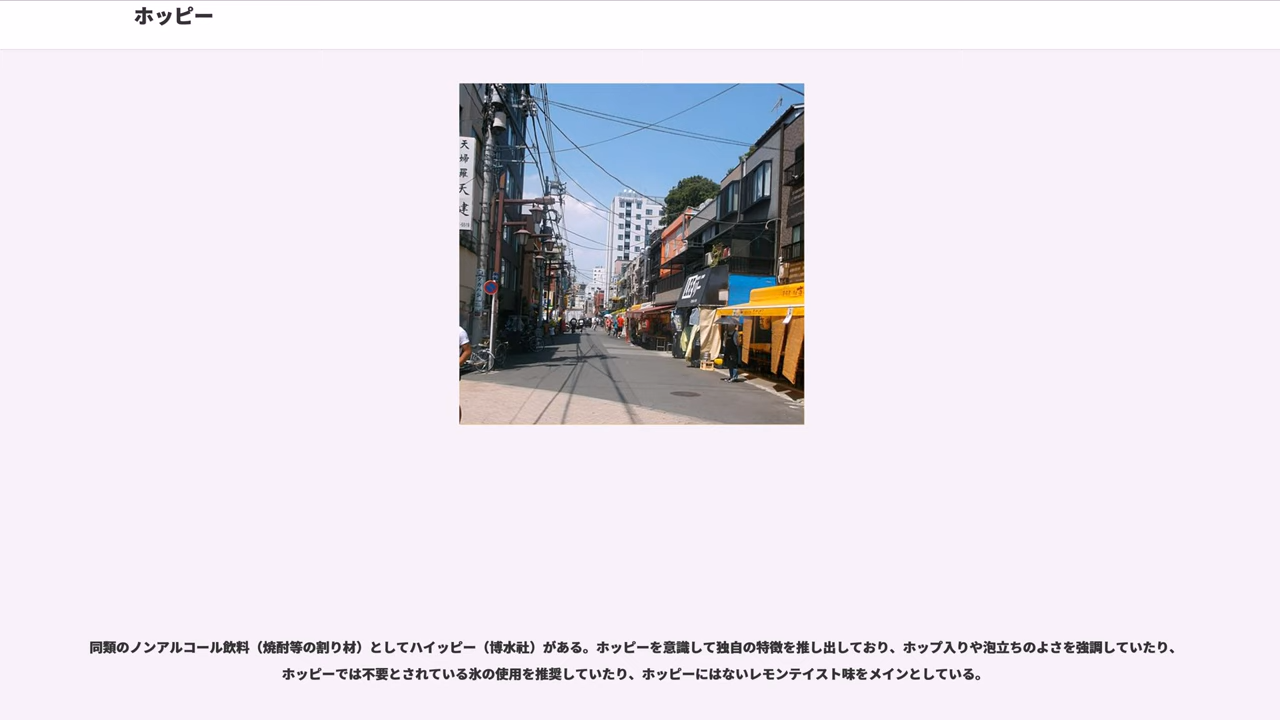 ホッピー
天婦羅天建
同類のノンアルコール飲料（焼酎等の割り材）としてハイッピー（博水社）がある。ホッピーを意識して独自の特徴を推し出しており、ホップ入りや泡立ちのよさを強調していたり、
ホッピーでは不要とされている氷の使用を推奨していたり、ホッピーにはないレモンテイスト味をメインとしている。